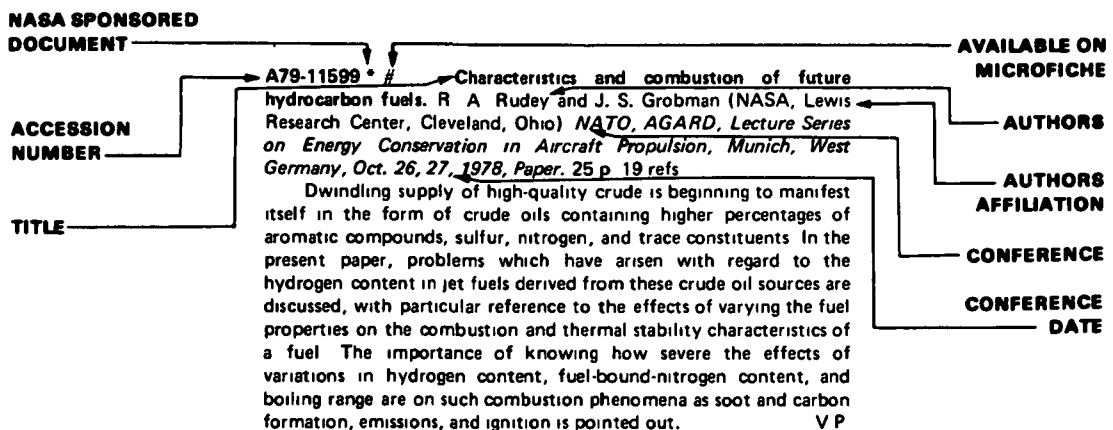 NASA SPONSORED
DOCUMENT
AVAILABLE ON
MICROFICHE
A79-11599 * # Characteristics and combustion of future
hydrocarbon fuels. R A Rudey and J. S. Grobman (NASA, Lewis
Research Center, Cleveland, Ohio) NATO, AGARD, Lecture Series
on Energy Conservation in Aircraft Propulsion, Munich, West
Germany, Oct. 26, 27, 1978, Paper. 25 p 19 refs
ACCESSION
NUMBER
AUTHORS
Dwindling supply of high-quality crude is beginning to manifest
itself in the form of crude oils containing higher percentages of
aromatic compounds, sulfur, nitrogen, and trace constituents In the
present paper, problems which have arisen with regard to the
hydrogen content in jet fuels derived from these crude oil sources are
discussed, with particular reference to the effects of varying the fuel
properties on the combustion and thermal stability characteristics of
a fuel The importance of knowing how severe the effects of
variations in hydrogen content, fuel-bound-nitrogen content, and
boiling range are on such combustion phenomena as soot and carbon
formation, emissions, and ignition is pointed out. V P
TITLE
AUTHORS
AFFILIATION
CONFERENCE
CONFERENCE
DATE